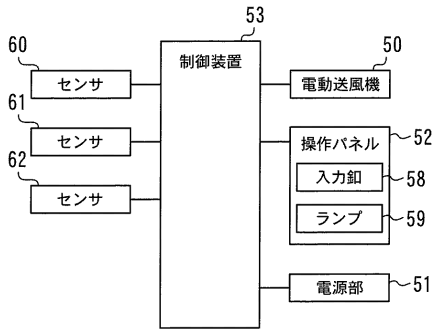 53
60
制御装置
50
センサ
電動送風機
61
52
センサ
操作パネル
62
入力釦
58
センサ
ランプ
59
電源部
51